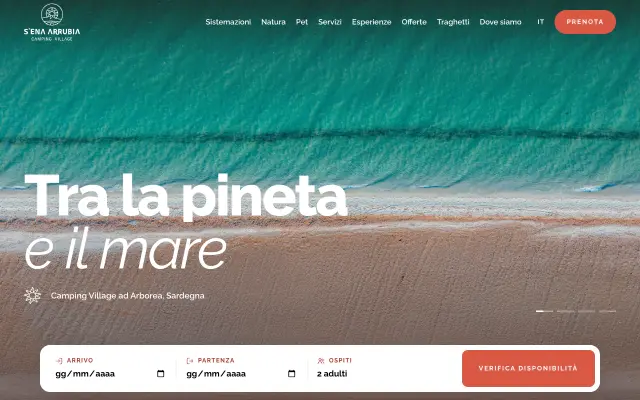 S'ENA ARRUBIA
CAMPING VILLAGE
Sistemazioni Natura Pet Servizi Esperienze Offerte Traghetti Dove siamo IT PRENOTA
Tra la pineta
e il mare
Camping Village ad Arborea, Sardegna
ARRIVO PARTENZA OSPITI
gg/mm/aaaa gg/mm/aaaa 2 adulti
VERIFICA DISPONIBILITÀ